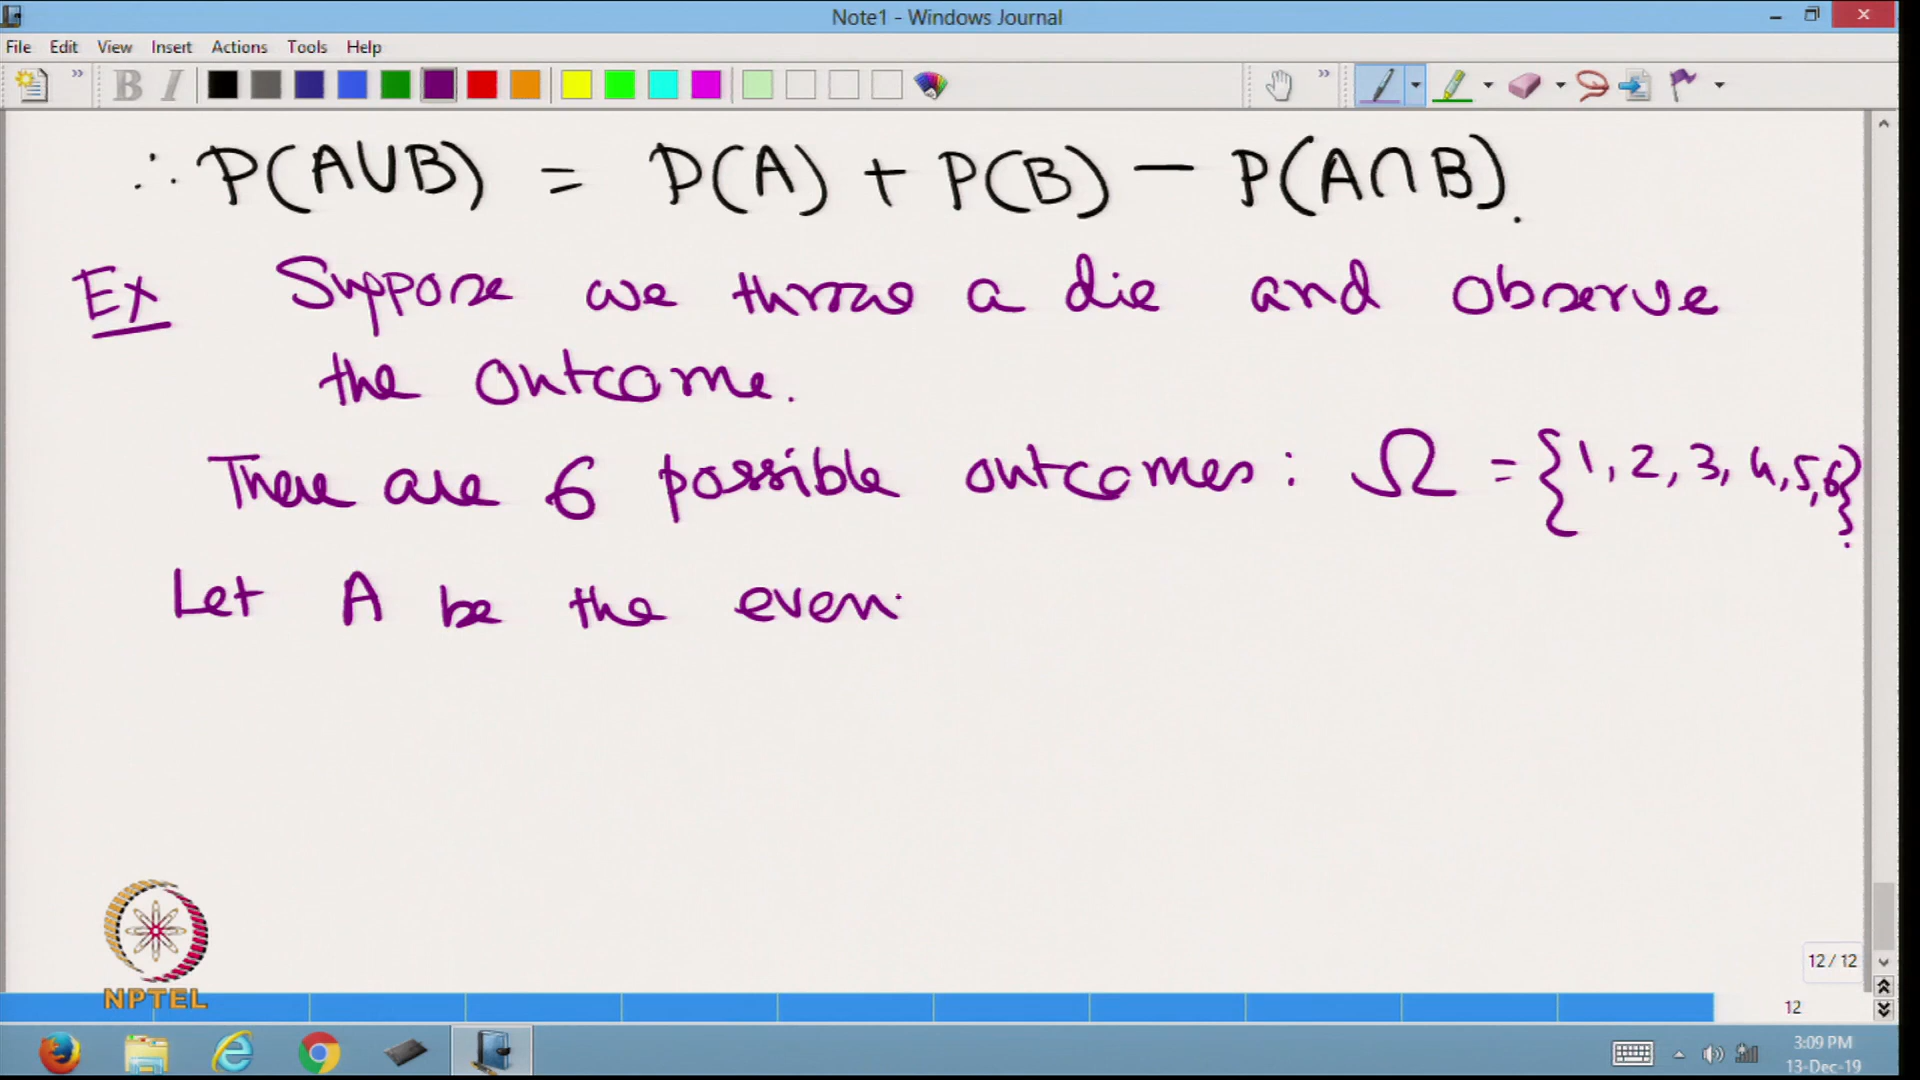 Note1 - Windows Journal
File Edit View Insert Actions Tools Help
B I
∴ P(A∪B) = P(A) + P(B) − P(A∩B).
Ex Suppose we throw a die and observe
the outcome.
There are 6 possible outcomes : Ω = {1, 2, 3, 4, 5, 6}.
Let A be the even
12 / 12
NPTEL
12
3:09 PM
13-Dec-19